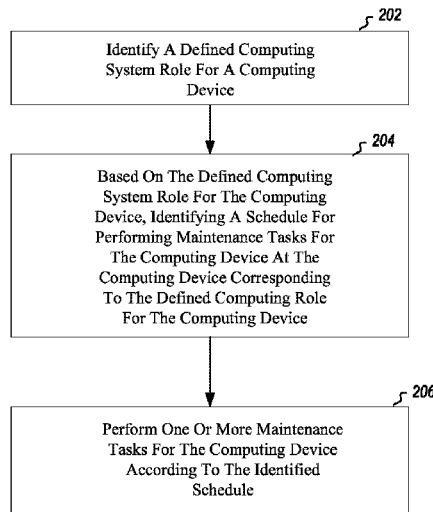 202
Identify A Defined Computing
System Role For A Computing
Device
204
Based On The Defined Computing
System Role For The Computing
Device, Identifying A Schedule For
Performing Maintenance Tasks For
The Computing Device At The
Computing Device Corresponding
To The Defined Computing Role
For The Computing Device
206
Perform One Or More Maintenance
Tasks For The Computing Device
According To The Identified
Schedule